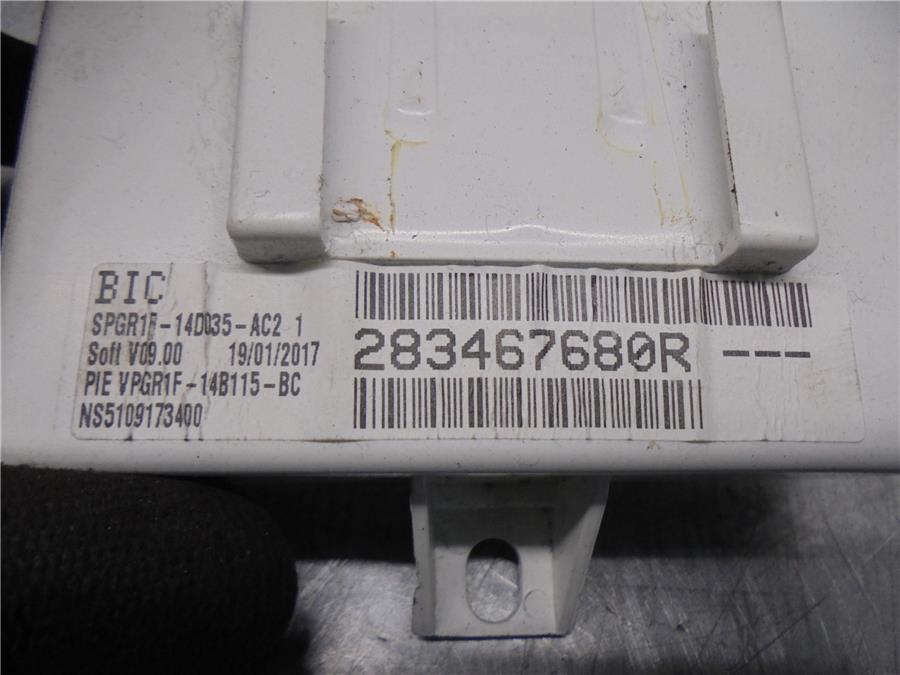 BIC
SPGR1F-14D035-AC2 1
Soft V09.00 19/01/2017
PIE VPGR1F-14B115-BC
NS5109173400
283467680R ---